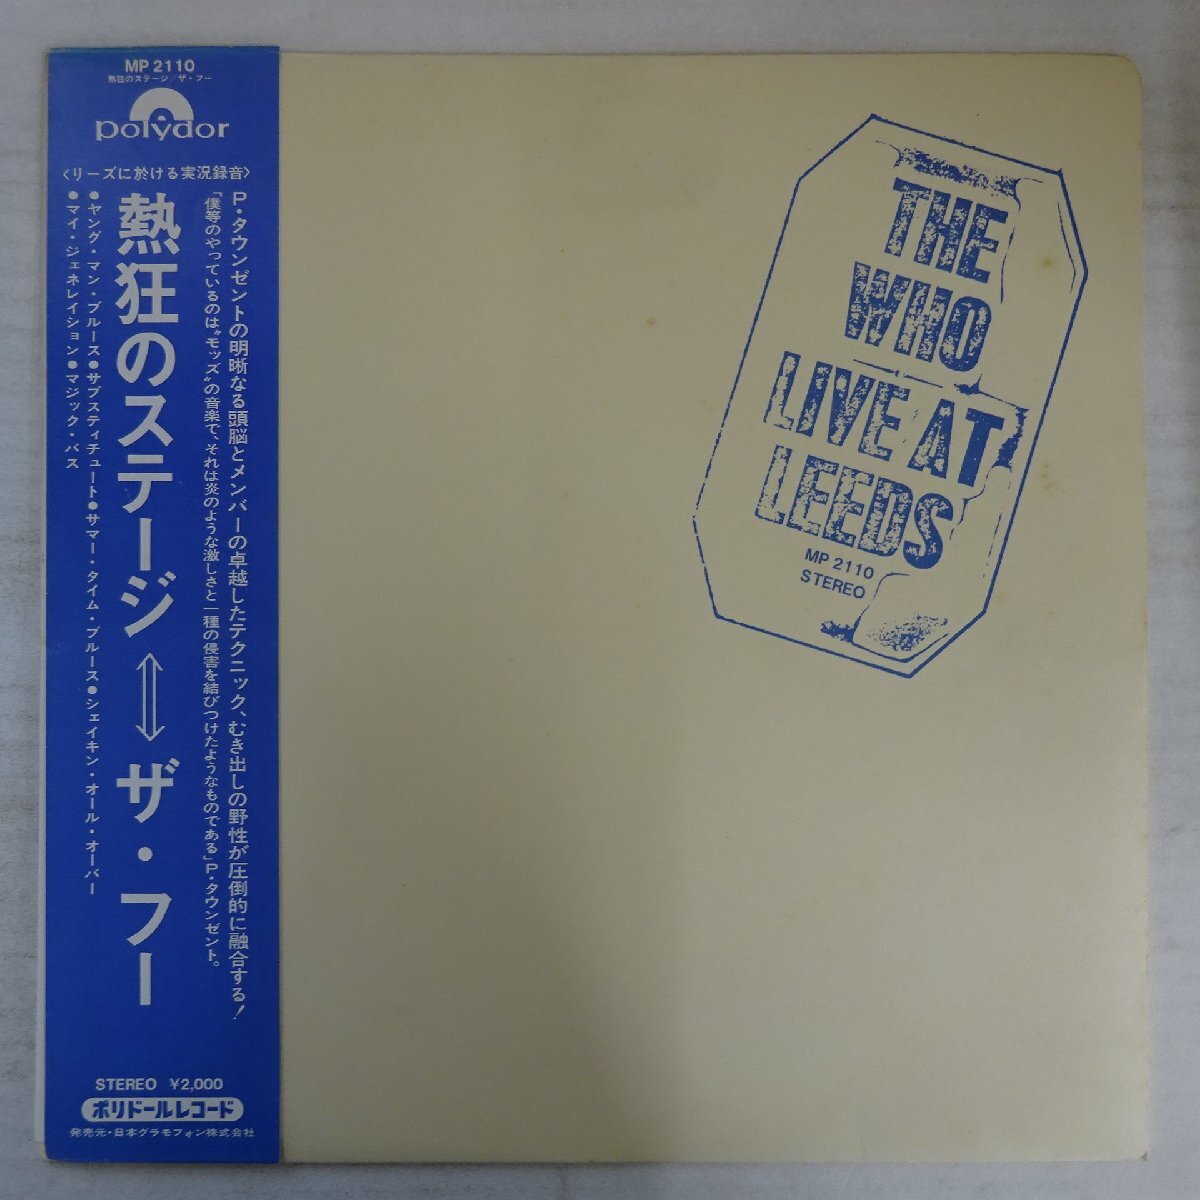 MP 2110
熱狂のステージ/ザ・フー
polydor
〈リーズに於ける実況録音〉
P・タウンゼントの明晰なる頭脳とメンバーの卓越したテクニック、むき出しの野性が圧倒的に融合する!
「僕等のやっているのは〝モッズ〟の音楽で、それは炎のような激しさと一種の侵害を結びつけたようなものである」P・タウンゼント。
熱狂のステージ⇔ザ・フー
●ヤング・マン・ブルース●サブスティチュート●サマー・タイム・ブルース●シェイキン・オール・オーバー
●マイ・ジェネレイション●マジック・バス
STEREO ¥2,000
ポリドールレコード
発売元・日本グラモフォン株式会社
THE
WHO
LIVE AT
LEEDS
MP 2110
STEREO